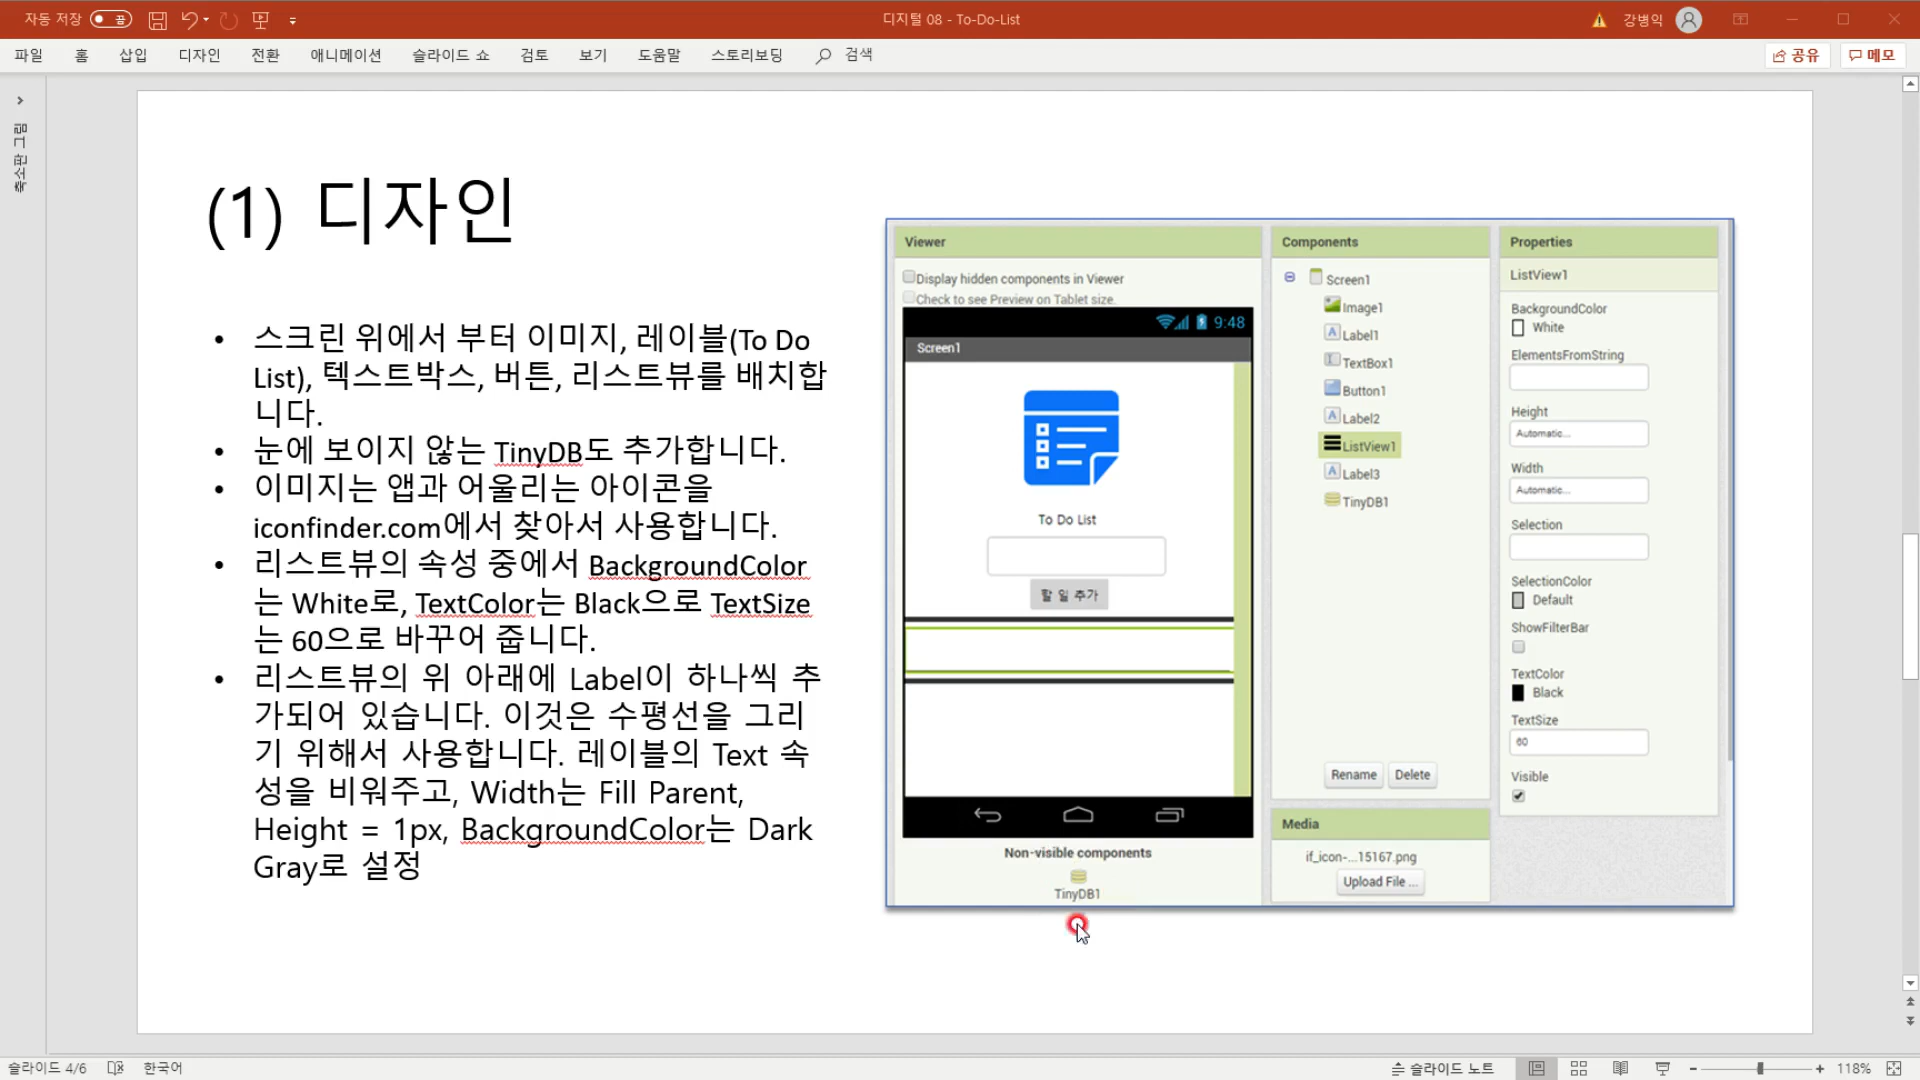 자동 저장
끔
디지털 08 - To-Do-List
강병익
파일 홈 삽입 디자인 전환 애니메이션 슬라이드 쇼 검토 보기 도움말 스토리보딩 검색
공유
메모
축소판 그림
(1) 디자인
• 스크린 위에서 부터 이미지, 레이블(To Do
List), 텍스트박스, 버튼, 리스트뷰를 배치합
니다.
• 눈에 보이지 않는 TinyDB도 추가합니다.
• 이미지는 앱과 어울리는 아이콘을
iconfinder.com에서 찾아서 사용합니다.
• 리스트뷰의 속성 중에서 BackgroundColor
는 White로, TextColor는 Black으로 TextSize
는 60으로 바꾸어 줍니다.
• 리스트뷰의 위 아래에 Label이 하나씩 추
가되어 있습니다. 이것은 수평선을 그리
기 위해서 사용합니다. 레이블의 Text 속
성을 비워주고, Width는 Fill Parent,
Height = 1px, BackgroundColor는 Dark
Gray로 설정
Viewer
Display hidden components in Viewer
Check to see Preview on Tablet size.
9:48
Screen1
To Do List
할 일 추가
Non-visible components
TinyDB1
Components
Screen1
Image1
Label1
TextBox1
Button1
Label2
ListView1
Label3
TinyDB1
Rename
Delete
Media
if_icon-...15167.png
Upload File ...
Properties
ListView1
BackgroundColor
White
ElementsFromString
Height
Automatic...
Width
Automatic...
Selection
SelectionColor
Default
ShowFilterBar
TextColor
Black
TextSize
60
Visible
슬라이드 4/6
한국어
슬라이드 노트
118%